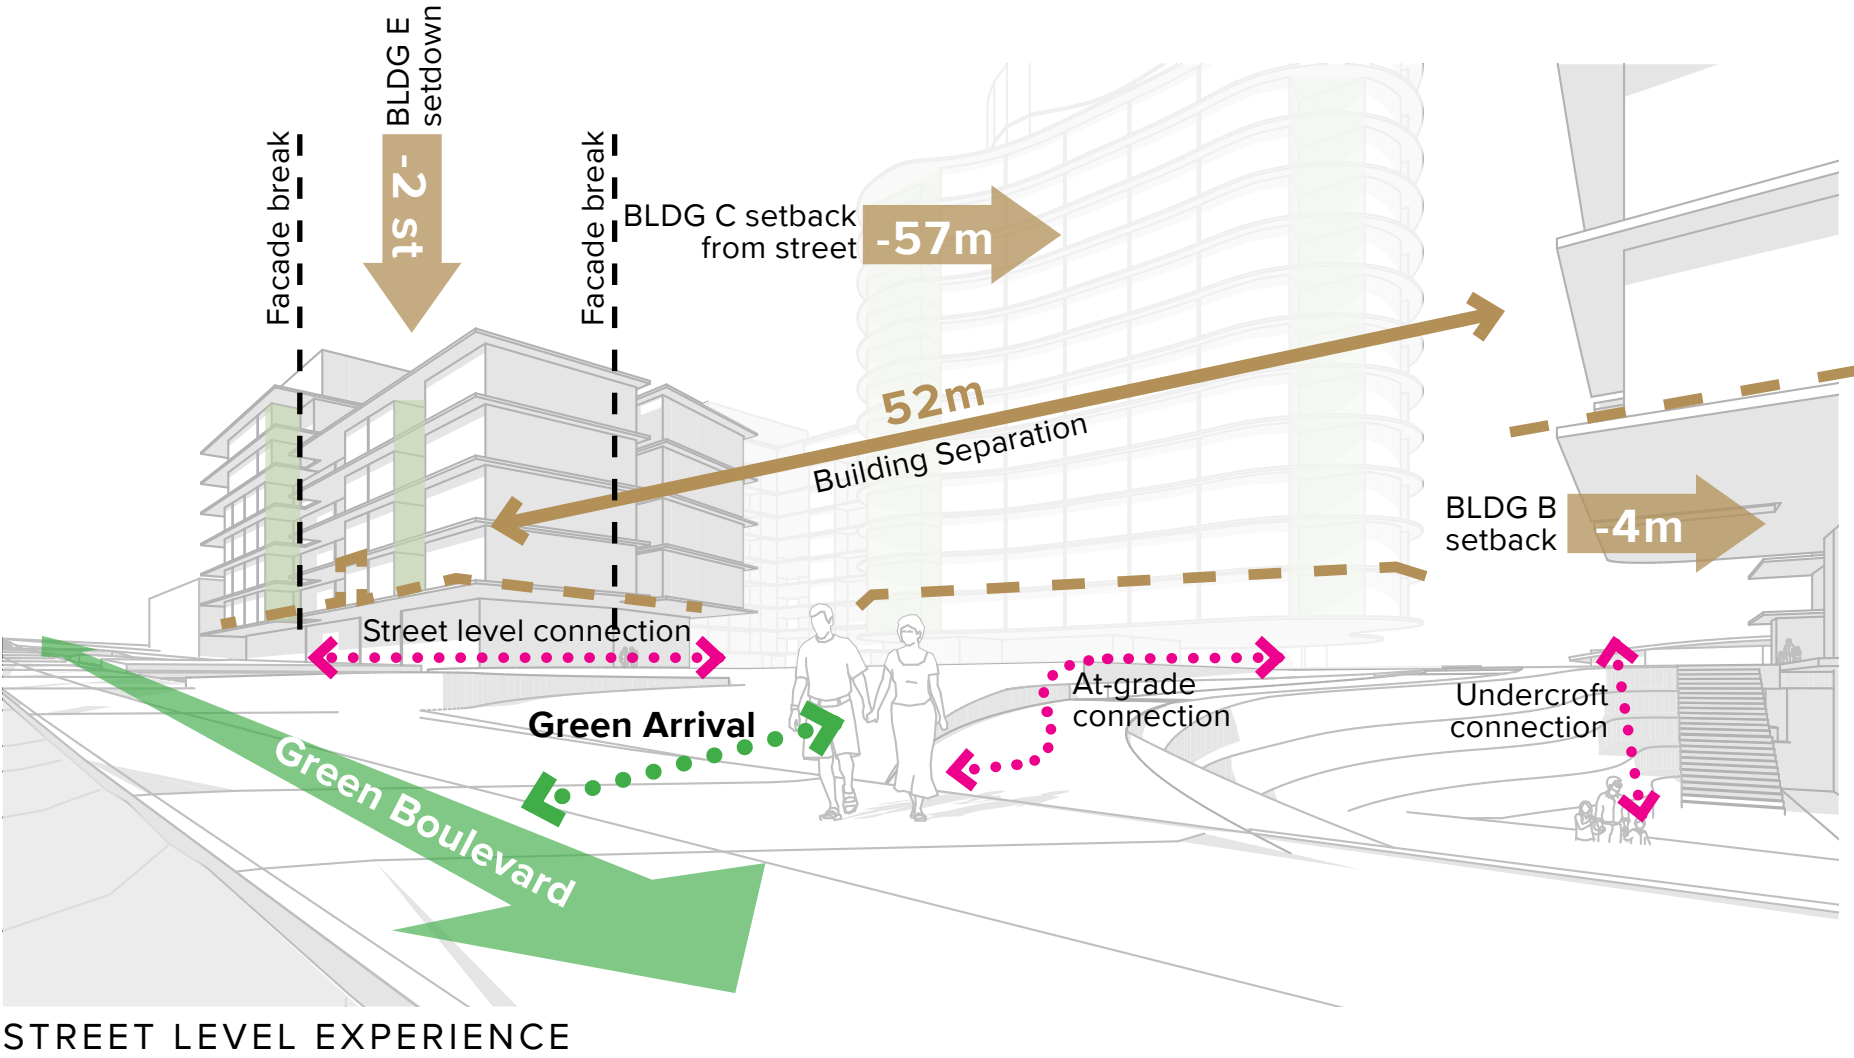 BLDG E
setdown
-2 st
Facade break
Facade break
BLDG C setback
from street
-57m
52m
Building Separation
BLDG B
setback
-4m
Street level connection
At-grade
connection
Undercroft
connection
Green Arrival
Green Boulevard
STREET LEVEL EXPERIENCE